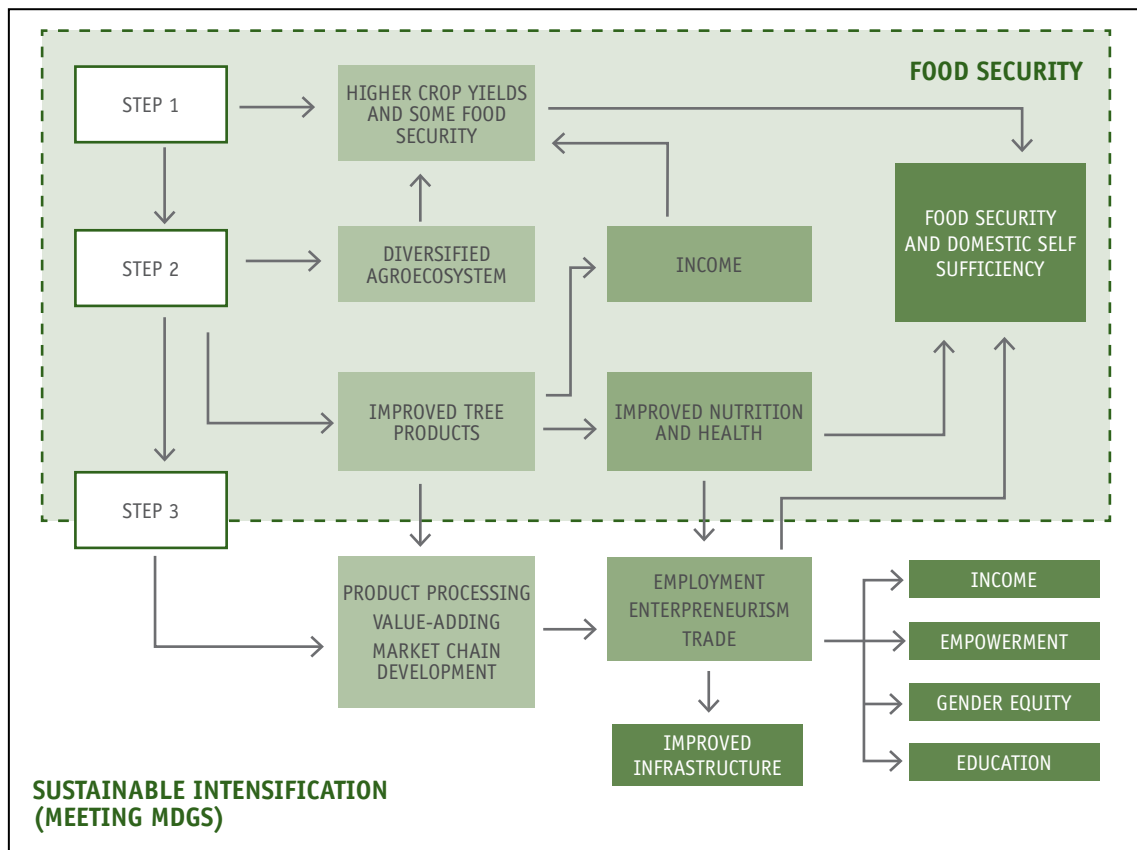 FOOD SECURITY
STEP 1
HIGHER CROP YIELDS
AND SOME FOOD
SECURITY
STEP 2
DIVERSIFIED
AGROECOSYSTEM
INCOME
FOOD SECURITY
AND DOMESTIC SELF
SUFFICIENCY
IMPROVED TREE
PRODUCTS
IMPROVED NUTRITION
AND HEALTH
STEP 3
PRODUCT PROCESSING
VALUE-ADDING
MARKET CHAIN
DEVELOPMENT
EMPLOYMENT
ENTERPRENEURISM
TRADE
INCOME
EMPOWERMENT
GENDER EQUITY
EDUCATION
IMPROVED
INFRASTRUCTURE
SUSTAINABLE INTENSIFICATION
(MEETING MDGS)